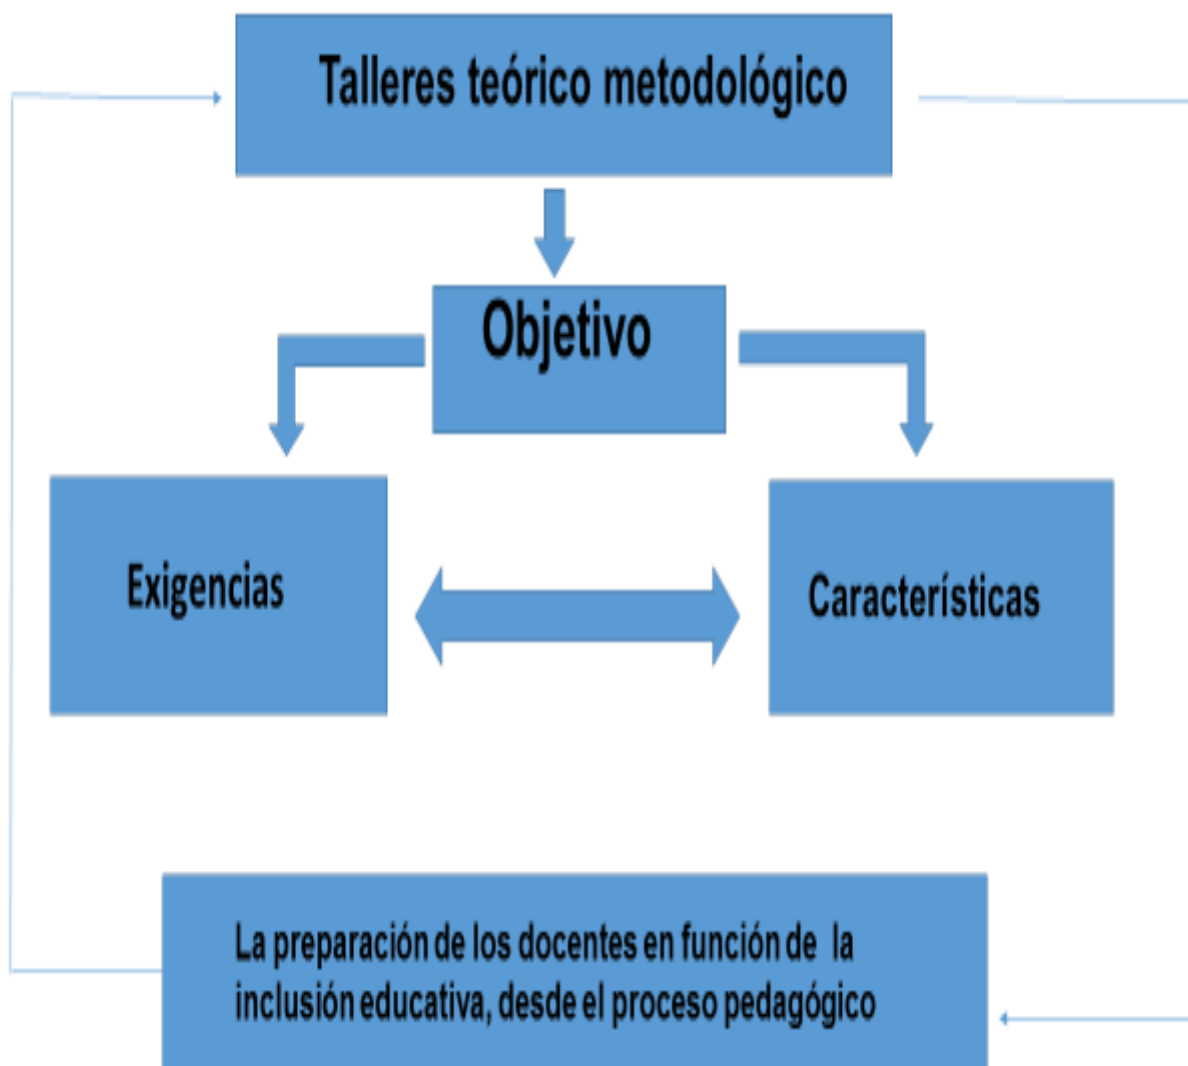 Talleres teórico metodológico
Objetivo
Exigencias
Características
La preparación de los docentes en función de la
inclusión educativa, desde el proceso pedagógico